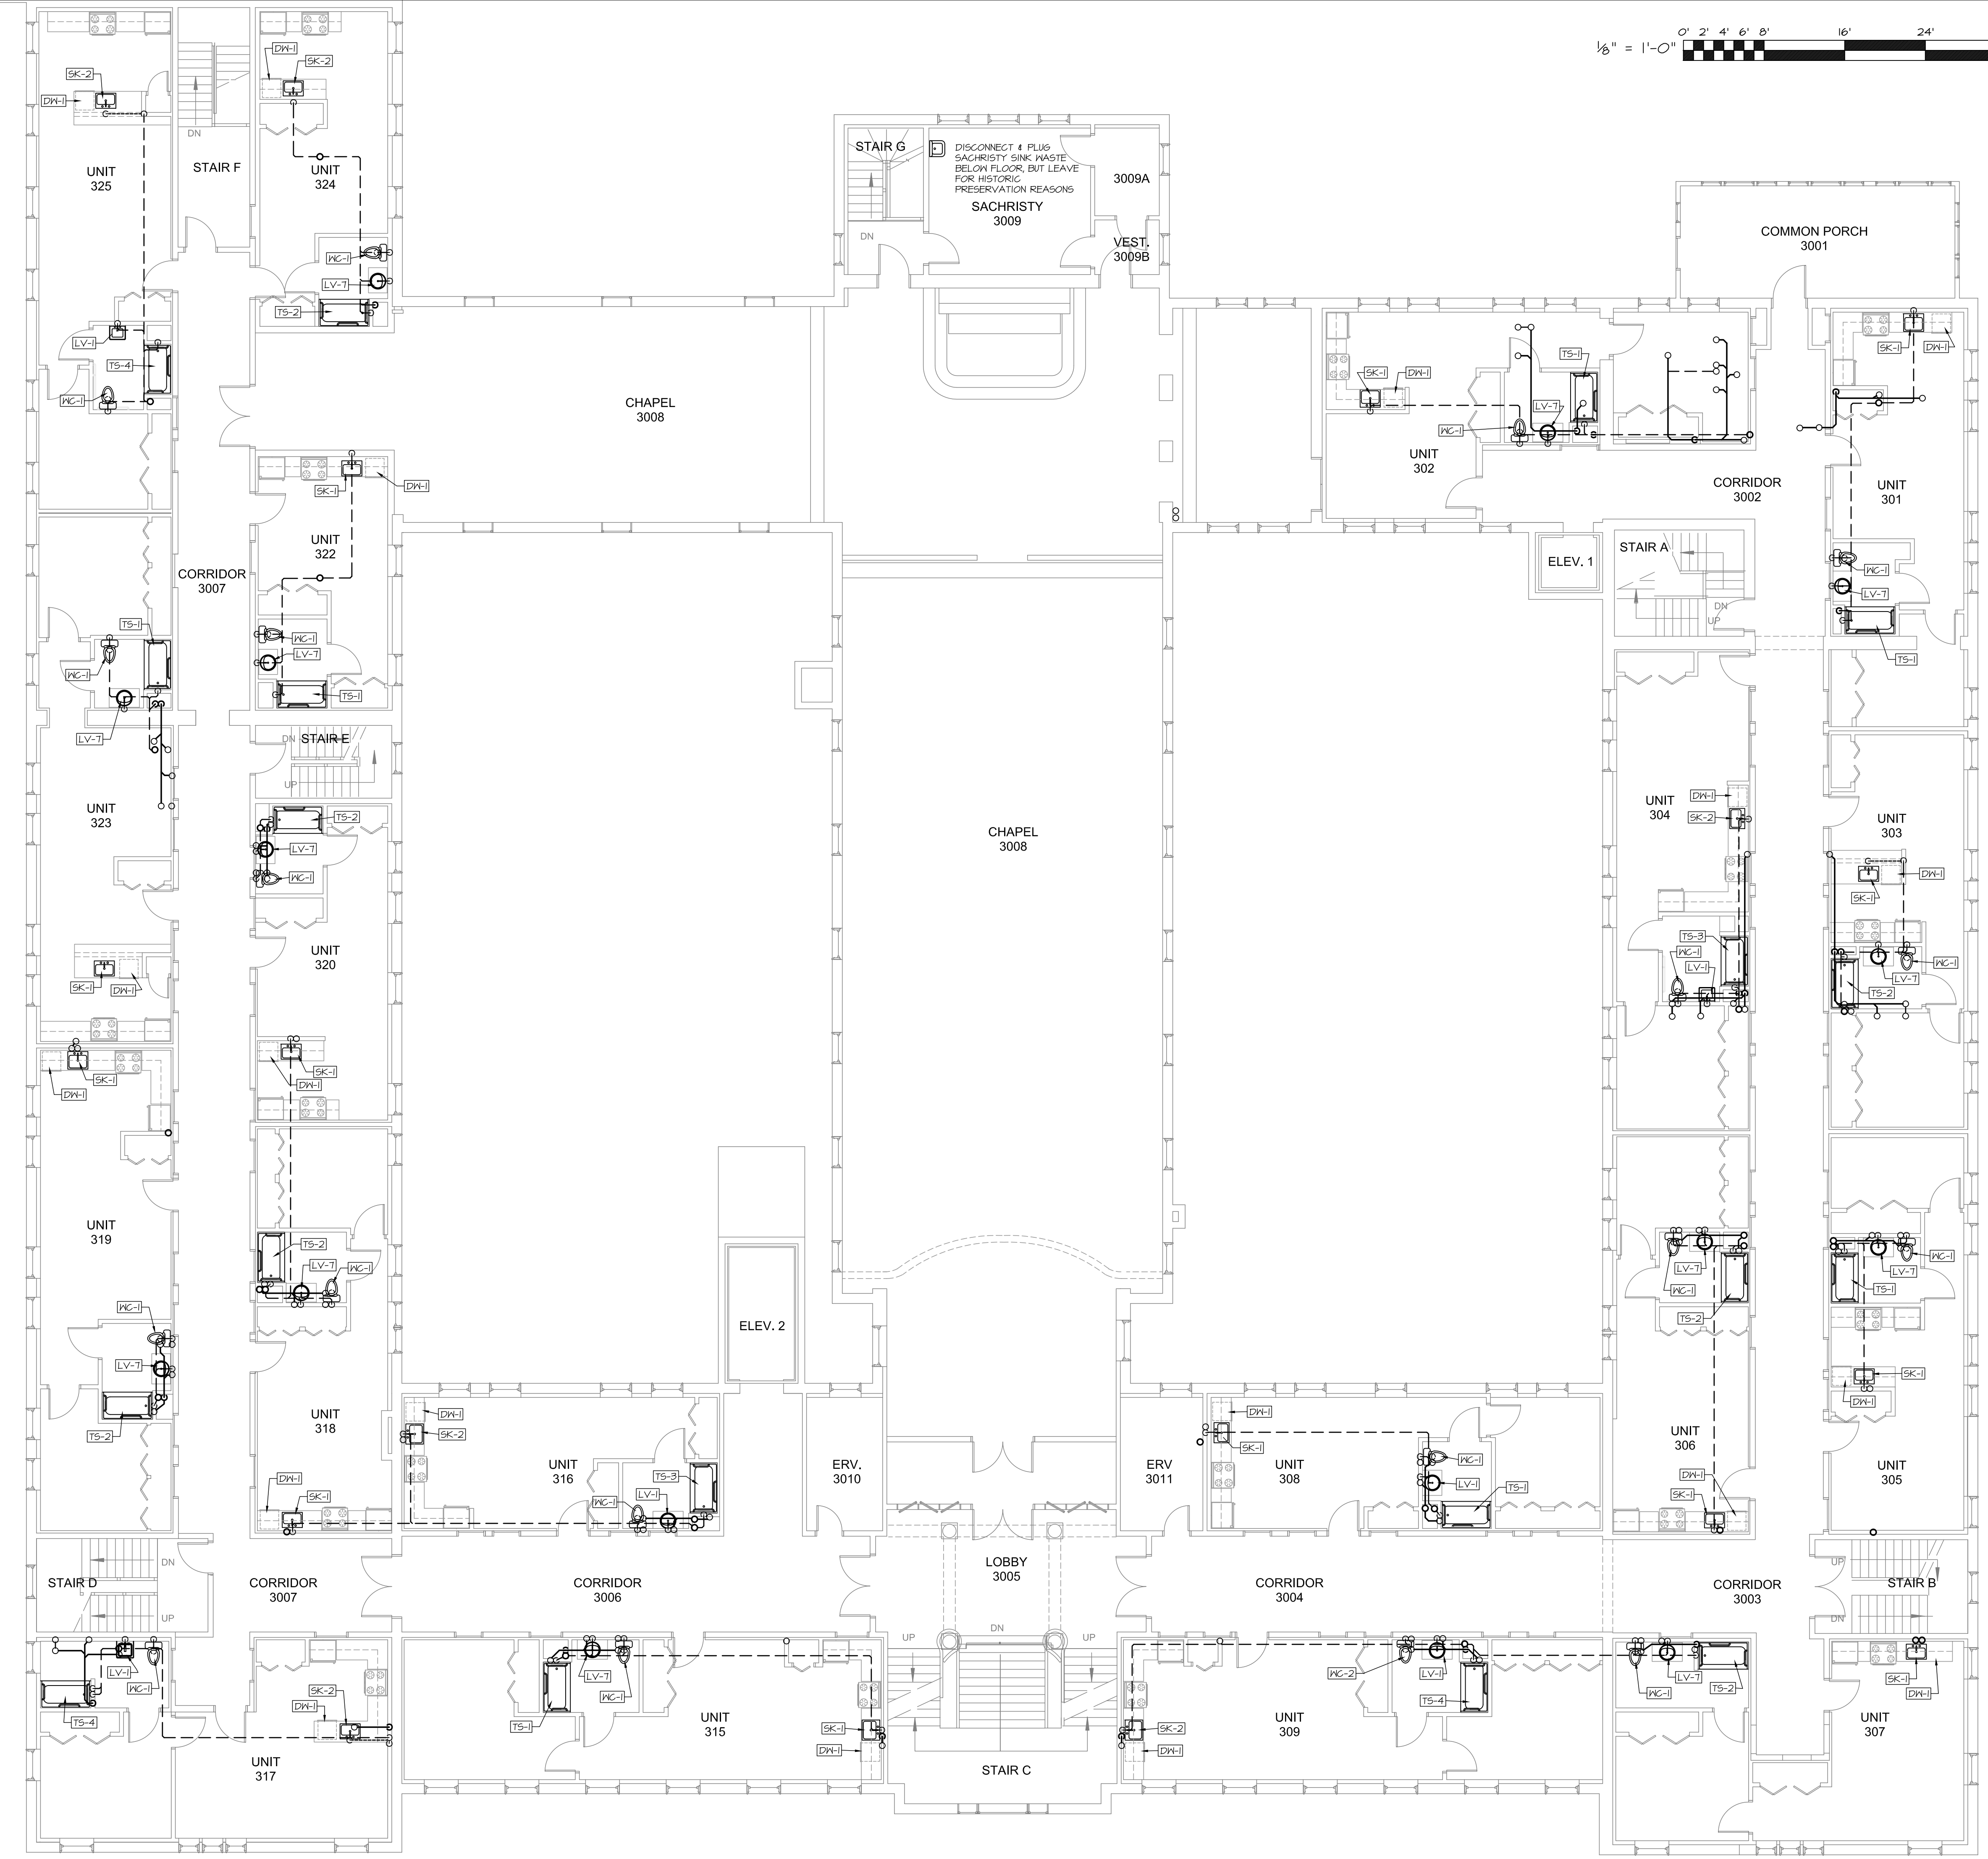 ⅛" = 1'-0"
0' 2' 4' 6' 8' 16' 24'
SK-2
DW-1
UNIT
325
LV-1
TS-4
WC-1
DN
STAIR F
DW-1
SK-2
UNIT
324
WC-1
LV-7
TS-2
STAIR G
DN
DISCONNECT & PLUG
SACHRISTY SINK WASTE
BELOW FLOOR, BUT LEAVE
FOR HISTORIC
PRESERVATION REASONS
SACHRISTY
3009
3009A
VEST.
3009B
COMMON PORCH
3001
CHAPEL
3008
SK-1
DW-1
TS-1
LV-7
WC-1
UNIT
302
CORRIDOR
3002
SK-1
DW-1
UNIT
301
WC-1
LV-7
TS-1
ELEV. 1
STAIR A
DN
UP
SK-1
DW-1
UNIT
322
WC-1
LV-7
TS-1
CORRIDOR
3007
TS-1
WC-1
LV-7
UNIT
323
SK-1
DW-1
DN
STAIR E
UP
TS-2
LV-7
WC-1
UNIT
320
SK-1
DW-1
CHAPEL
3008
UNIT
304
DW-1
SK-2
TS-3
WC-1
LV-1
UNIT
303
DW-1
SK-1
WC-1
LV-7
TS-2
SK-1
DW-1
UNIT
319
WC-1
LV-7
TS-2
TS-2
LV-7
WC-1
UNIT
318
DW-1
SK-1
ELEV. 2
LV-7
WC-1
TS-2
UNIT
306
DW-1
SK-1
WC-1
LV-7
TS-1
SK-1
DW-1
UNIT
305
DW-1
SK-2
UNIT
316
TS-3
WC-1
LV-1
ERV.
3010
ERV
3011
DW-1
SK-1
UNIT
308
WC-1
LV-1
TS-1
STAIR D
DN
UP
CORRIDOR
3007
CORRIDOR
3006
LOBBY
3005
CORRIDOR
3004
CORRIDOR
3003
UP
STAIR B
DN
LV-1
WC-1
TS-4
SK-2
DW-1
UNIT
317
LV-7
WC-1
TS-1
UNIT
315
SK-1
DW-1
UP
DN
UP
STAIR C
SK-2
DW-1
UNIT
309
WC-2
LV-1
TS-4
WC-1
LV-7
TS-2
SK-1
DW-1
UNIT
307